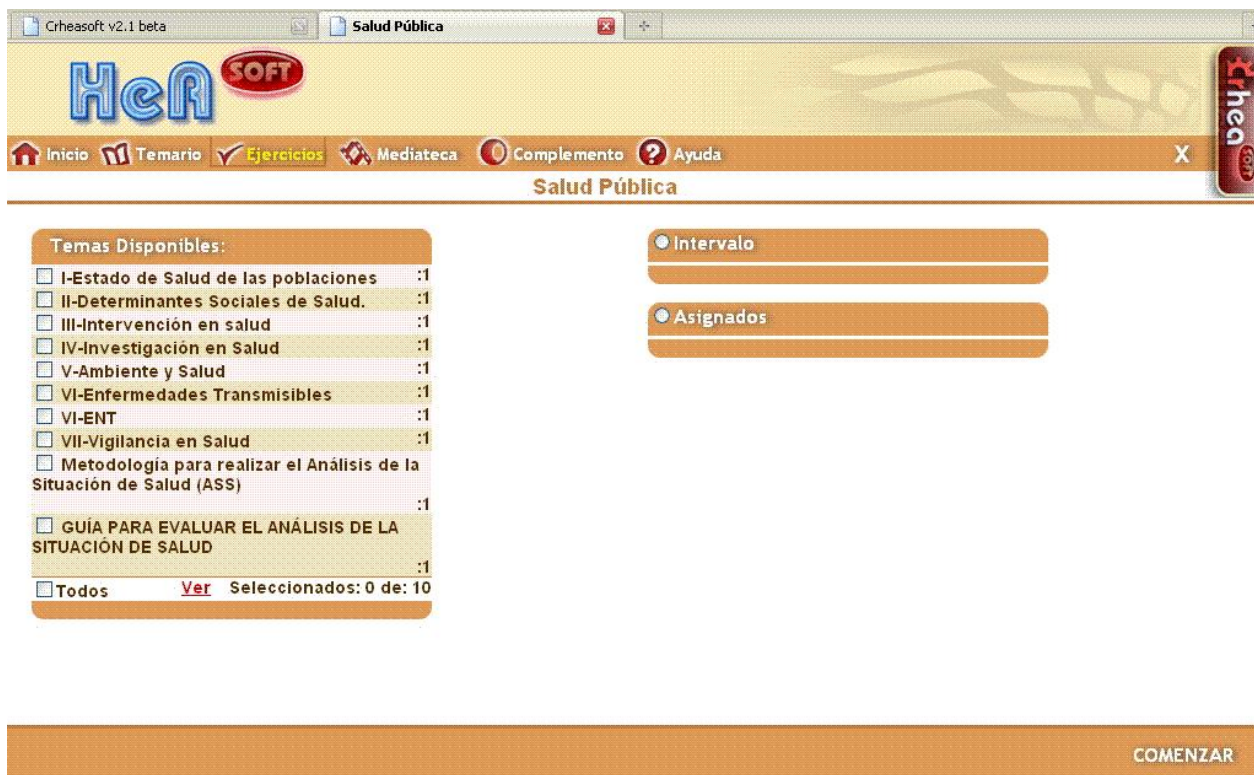 Crheasoft v2.1 beta
Salud Pública
HeA SOFT
Crhea SOFT
Inicio Temario Ejercicios Mediateca Complemento Ayuda X
Salud Pública
Temas Disponibles:
I-Estado de Salud de las poblaciones :1
II-Determinantes Sociales de Salud. :1
III-Intervención en salud :1
IV-Investigación en Salud :1
V-Ambiente y Salud :1
VI-Enfermedades Transmisibles :1
VI-ENT :1
VII-Vigilancia en Salud :1
Metodología para realizar el Análisis de la
Situación de Salud (ASS)
:1
GUÍA PARA EVALUAR EL ANÁLISIS DE LA
SITUACIÓN DE SALUD
:1
Todos Ver Seleccionados: 0 de: 10
Intervalo
Asignados
COMENZAR